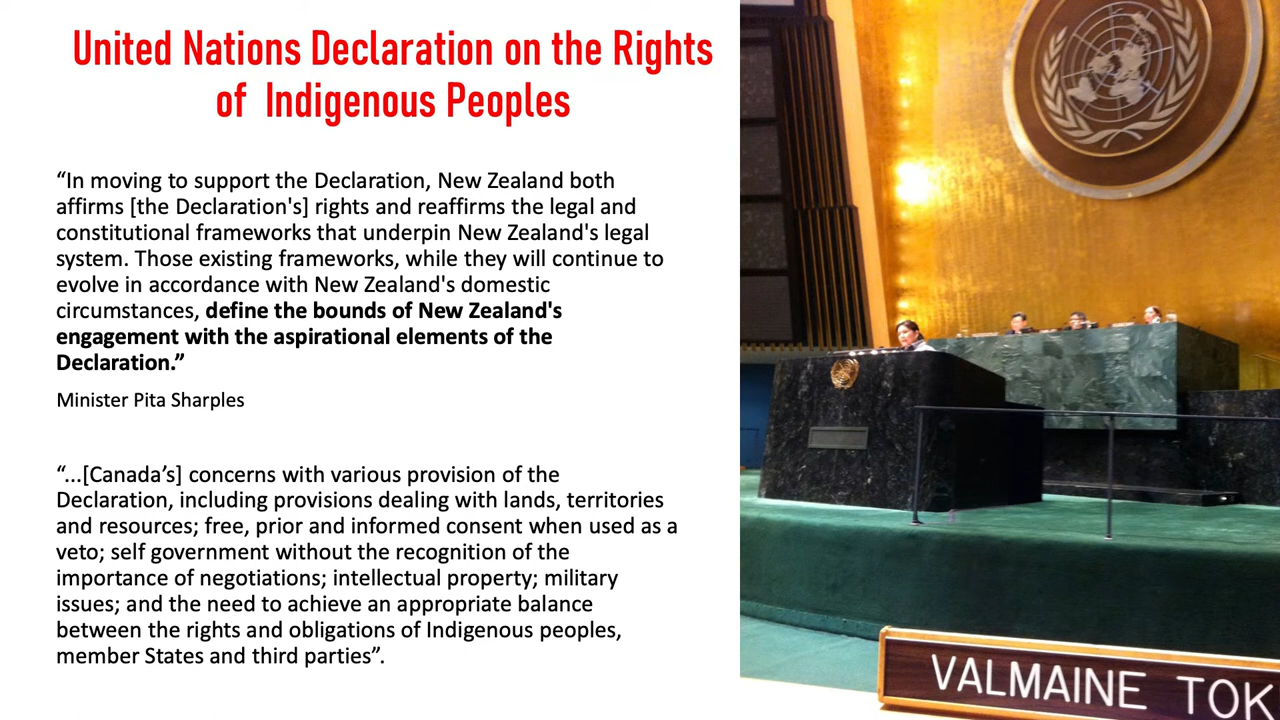 United Nations Declaration on the Rights
of Indigenous Peoples
“In moving to support the Declaration, New Zealand both
affirms [the Declaration's] rights and reaffirms the legal and
constitutional frameworks that underpin New Zealand's legal
system. Those existing frameworks, while they will continue to
evolve in accordance with New Zealand's domestic
circumstances, define the bounds of New Zealand's
engagement with the aspirational elements of the
Declaration.”
Minister Pita Sharples
“...[Canada’s] concerns with various provision of the
Declaration, including provisions dealing with lands, territories
and resources; free, prior and informed consent when used as a
veto; self government without the recognition of the
importance of negotiations; intellectual property; military
issues; and the need to achieve an appropriate balance
between the rights and obligations of Indigenous peoples,
member States and third parties”.
VALMAINE TOK